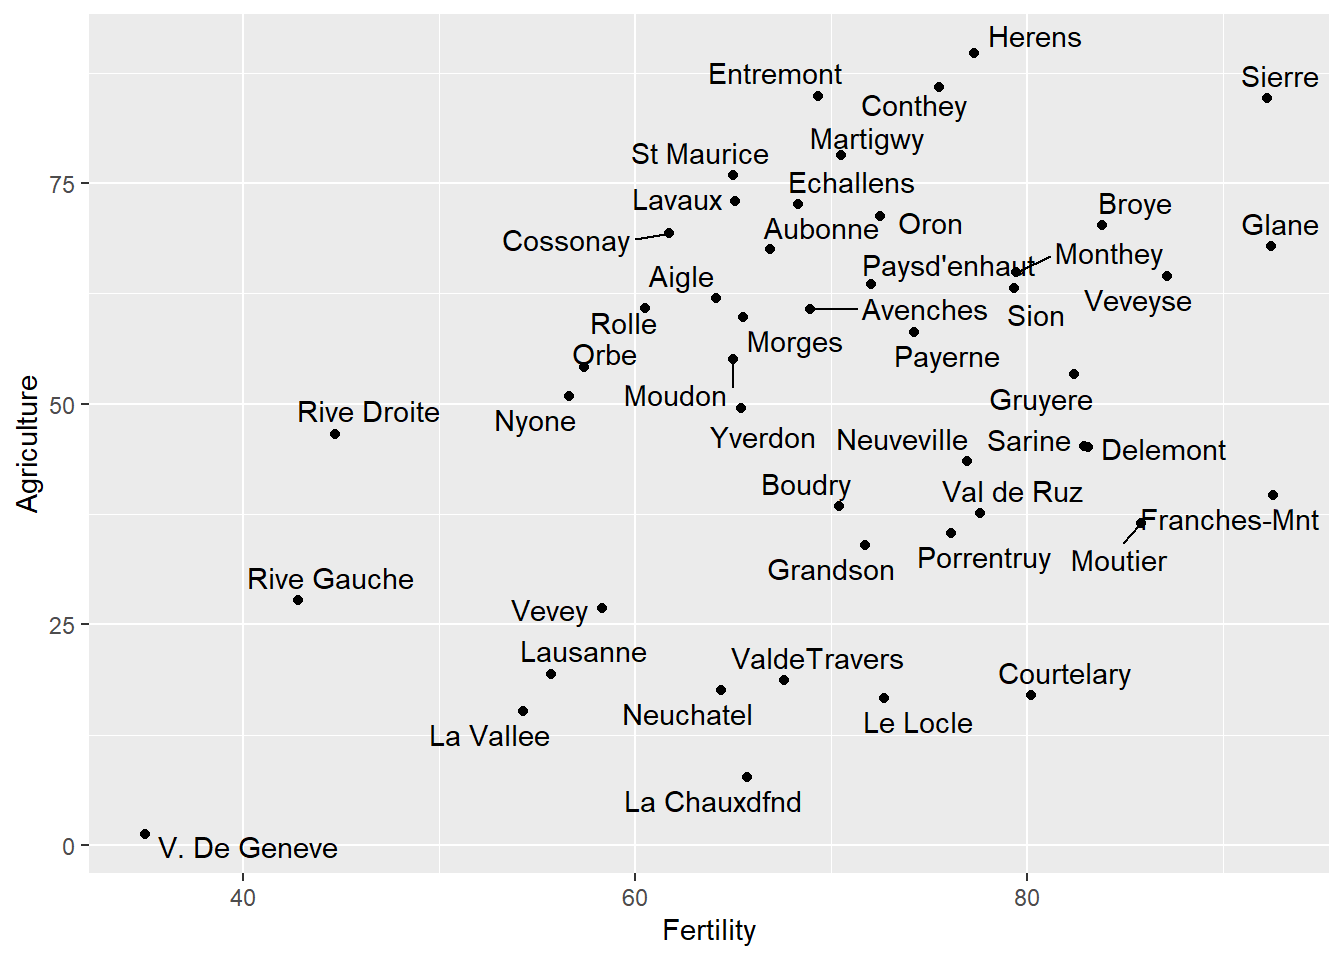 Herens
Entremont
Sierre
Conthey
Martigwy
St Maurice
75
Echallens
Lavaux
Broye
Aubonne
Oron
Glane
Cossonay
Monthey
Paysd'enhaut
Aigle
Veveyse
Avenches
Sion
Rolle
Morges
Orbe
Payerne
Moudon
Gruyere
50
Rive Droite
Nyone
Yverdon
Neuveville
Sarine
Delemont
Agriculture
Boudry
Val de Ruz
Franches-Mnt
Porrentruy
Moutier
Grandson
Rive Gauche
Vevey
25
Lausanne
ValdeTravers
Courtelary
Neuchatel
Le Locle
La Vallee
La Chauxdfnd
0
V. De Geneve
40
60
80
Fertility